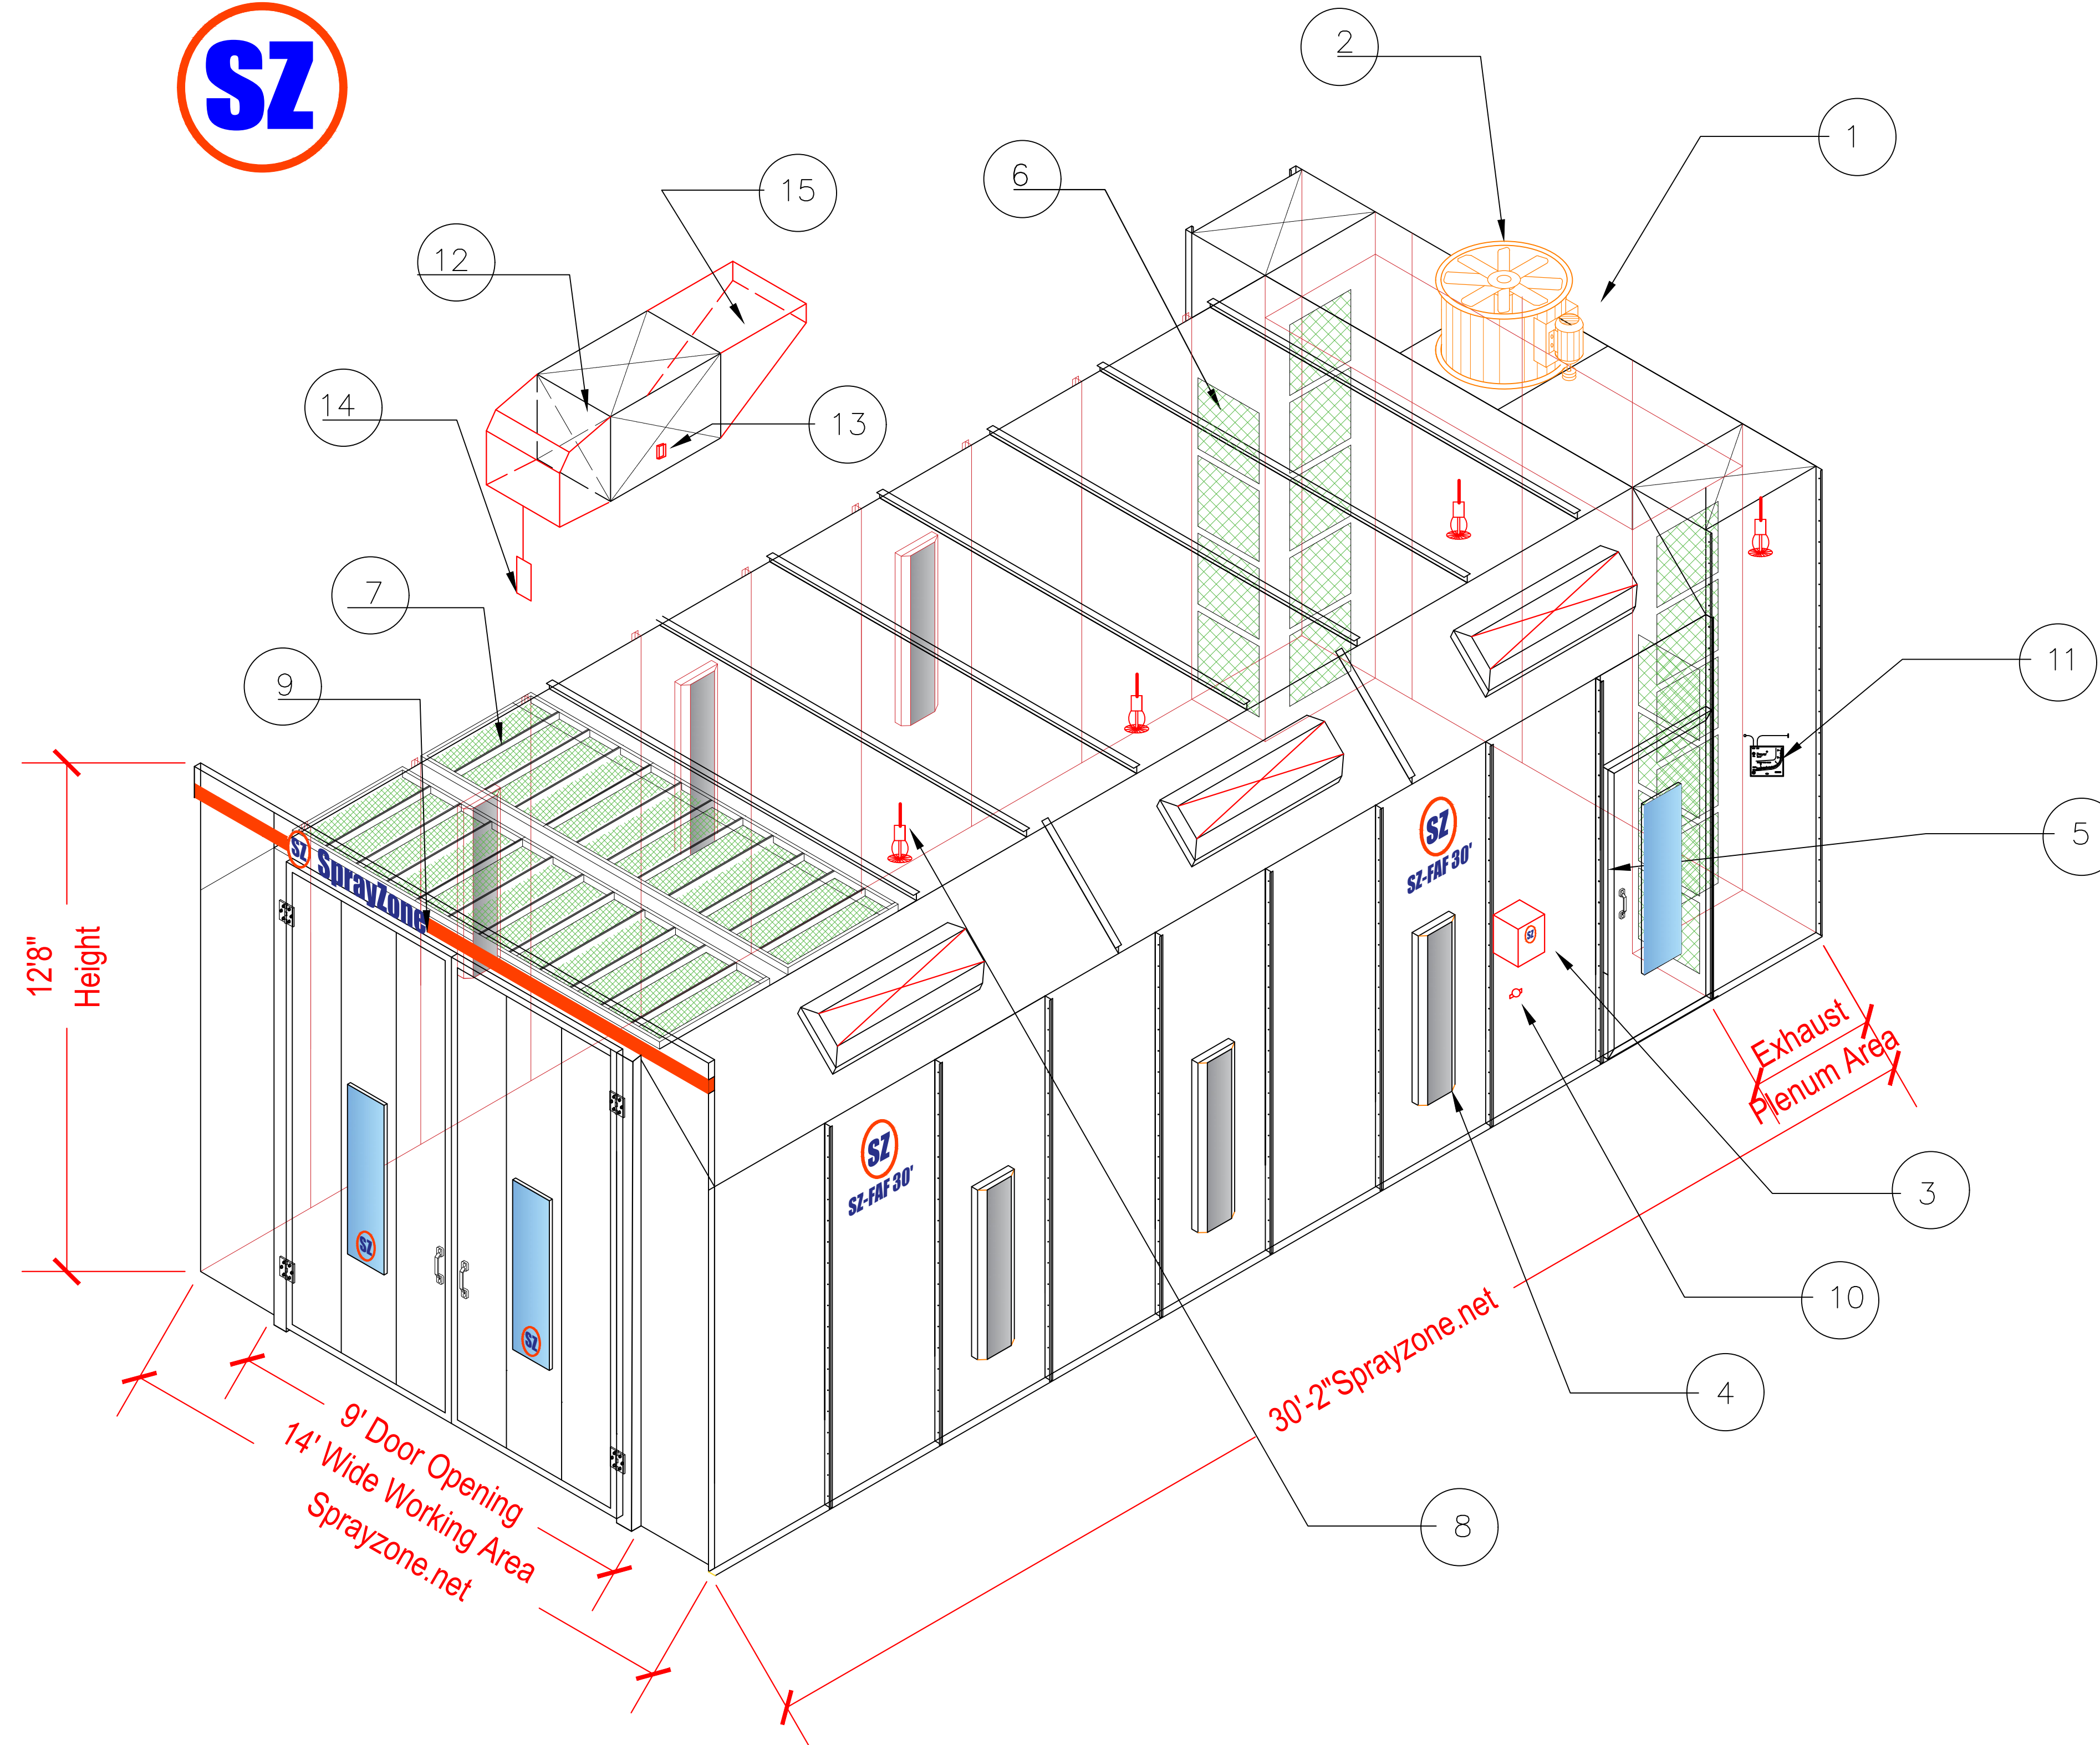 SZ
2
1
15
6
12
14
13
7
9
11
5
SZ SprayZone
SZ
SZ-FAF 30'
SZ
12'8"
Height
Exhaust
Plenum Area
SZ
SZ-FAF 30'
3
10
4
8
SZ
SZ
30'-2"Sprayzone.net
9' Door Opening
14' Wide Working Area
Sprayzone.net